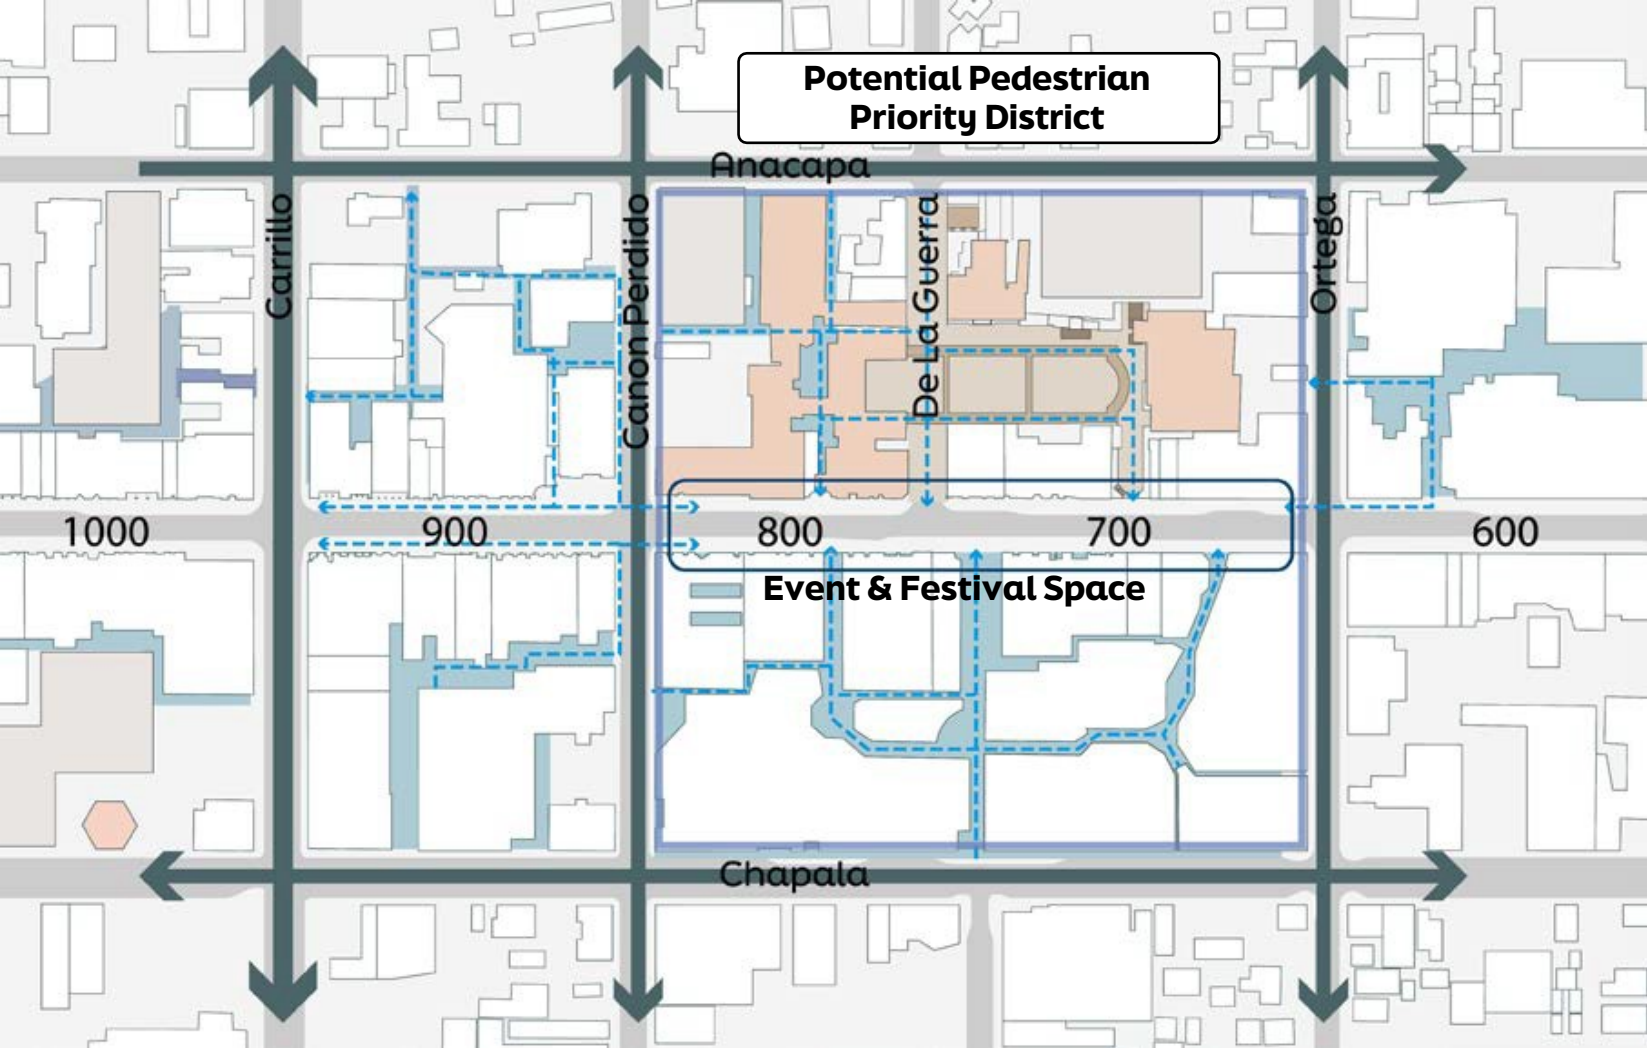 Potential Pedestrian
Priority District
Anacapa
Carrillo
Canon Perdido
De La Guerra
Ortega
1000
900
800
700
600
Event & Festival Space
Chapala